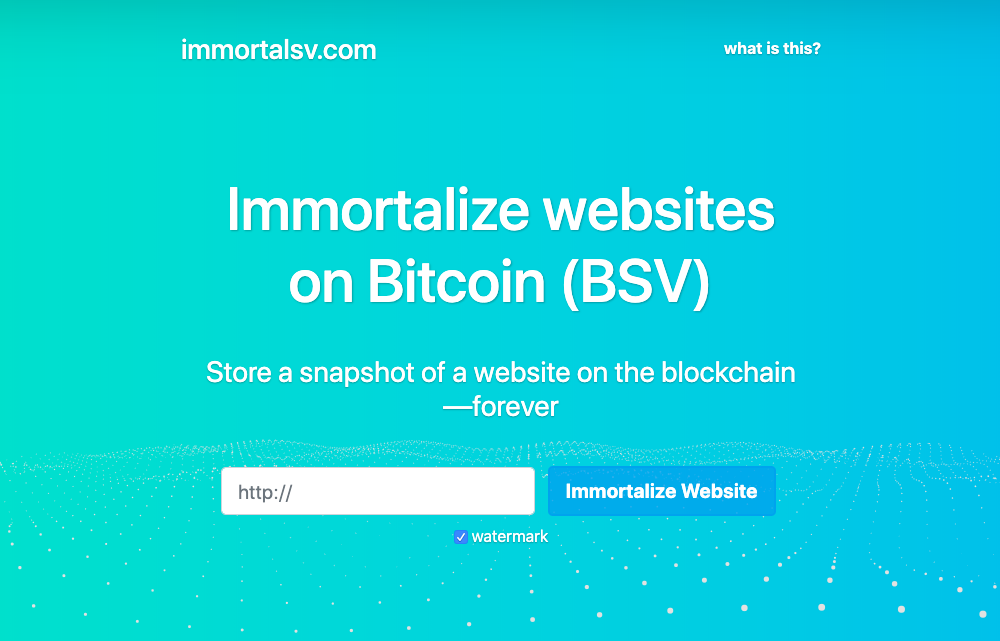 immortalsv.com
what is this?
Immortalize websites
on Bitcoin (BSV)
Store a snapshot of a website on the blockchain
—forever
http://
Immortalize Website
watermark